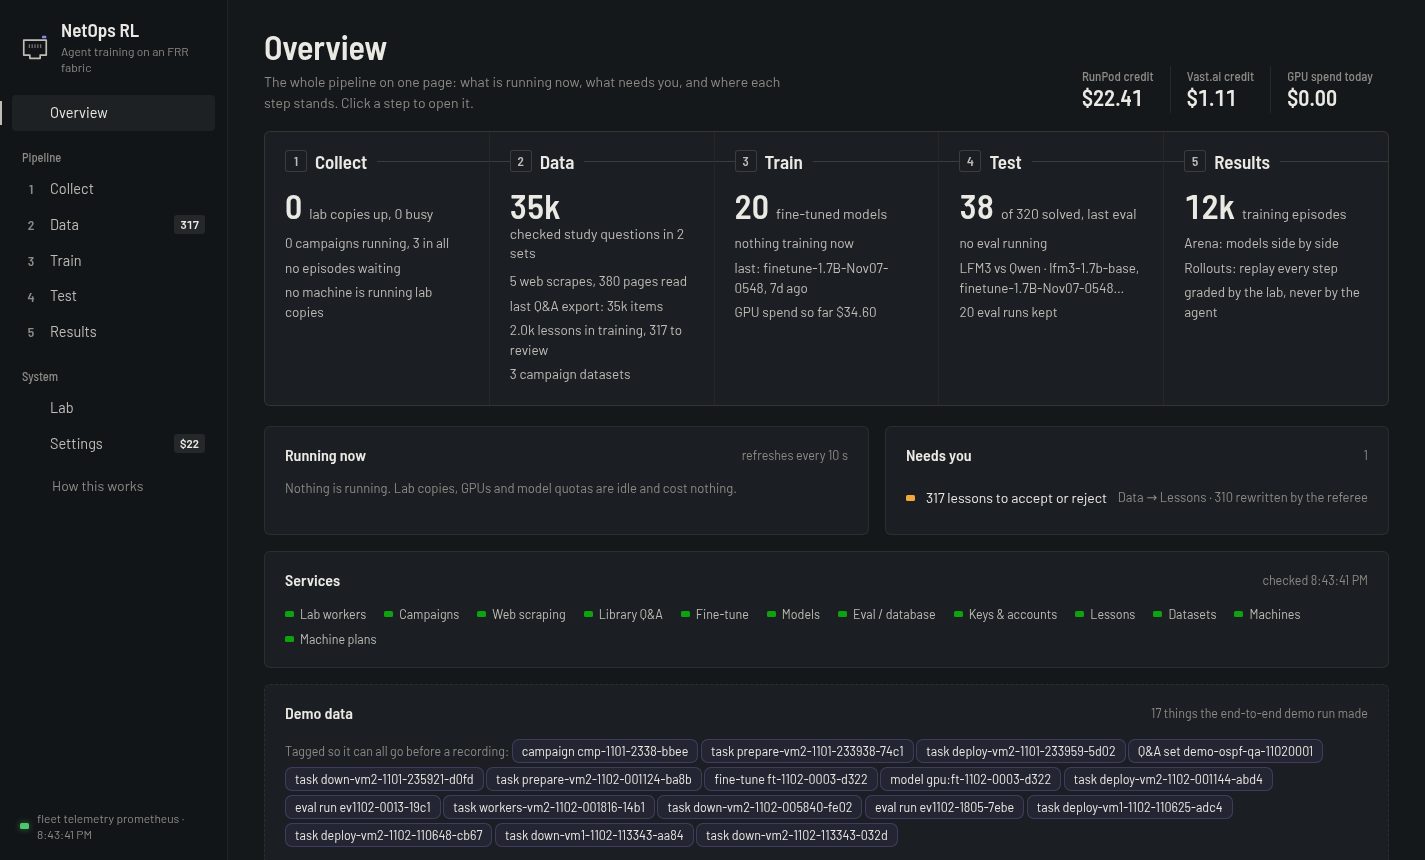 NetOps RL
Agent training on an FRR
fabric
Overview
Pipeline
1 Collect
2 Data 317
3 Train
4 Test
5 Results
System
Lab
Settings $22
How this works
fleet telemetry prometheus ·
8:43:41 PM
Overview
The whole pipeline on one page: what is running now, what needs you, and where each
step stands. Click a step to open it.
RunPod credit
$22.41
Vast.ai credit
$1.11
GPU spend today
$0.00
1 Collect
0 lab copies up, 0 busy
0 campaigns running, 3 in all
no episodes waiting
no machine is running lab
copies
2 Data
35k
checked study questions in 2
sets
5 web scrapes, 380 pages read
last Q&A export: 35k items
2.0k lessons in training, 317 to
review
3 campaign datasets
3 Train
20 fine-tuned models
nothing training now
last: finetune-1.7B-Nov07-
0548, 7d ago
GPU spend so far $34.60
4 Test
38 of 320 solved, last eval
no eval running
LFM3 vs Qwen · lfm3-1.7b-base,
finetune-1.7B-Nov07-0548…
20 eval runs kept
5 Results
12k training episodes
Arena: models side by side
Rollouts: replay every step
graded by the lab, never by the
agent
Running now refreshes every 10 s
Nothing is running. Lab copies, GPUs and model quotas are idle and cost nothing.
Needs you 1
317 lessons to accept or reject Data → Lessons · 310 rewritten by the referee
Services checked 8:43:41 PM
Lab workers Campaigns Web scraping Library Q&A Fine-tune Models Eval / database Keys & accounts Lessons Datasets Machines
Machine plans
Demo data 17 things the end-to-end demo run made
Tagged so it can all go before a recording: campaign cmp-1101-2338-bbee task prepare-vm2-1101-233938-74c1 task deploy-vm2-1101-233959-5d02 Q&A set demo-ospf-qa-11020001
task down-vm2-1101-235921-d0fd task prepare-vm2-1102-001124-ba8b fine-tune ft-1102-0003-d322 model gpu:ft-1102-0003-d322 task deploy-vm2-1102-001144-abd4
eval run ev1102-0013-19c1 task workers-vm2-1102-001816-14b1 task down-vm2-1102-005840-fe02 eval run ev1102-1805-7ebe task deploy-vm1-1102-110625-adc4
task deploy-vm2-1102-110648-cb67 task down-vm1-1102-113343-aa84 task down-vm2-1102-113343-032d